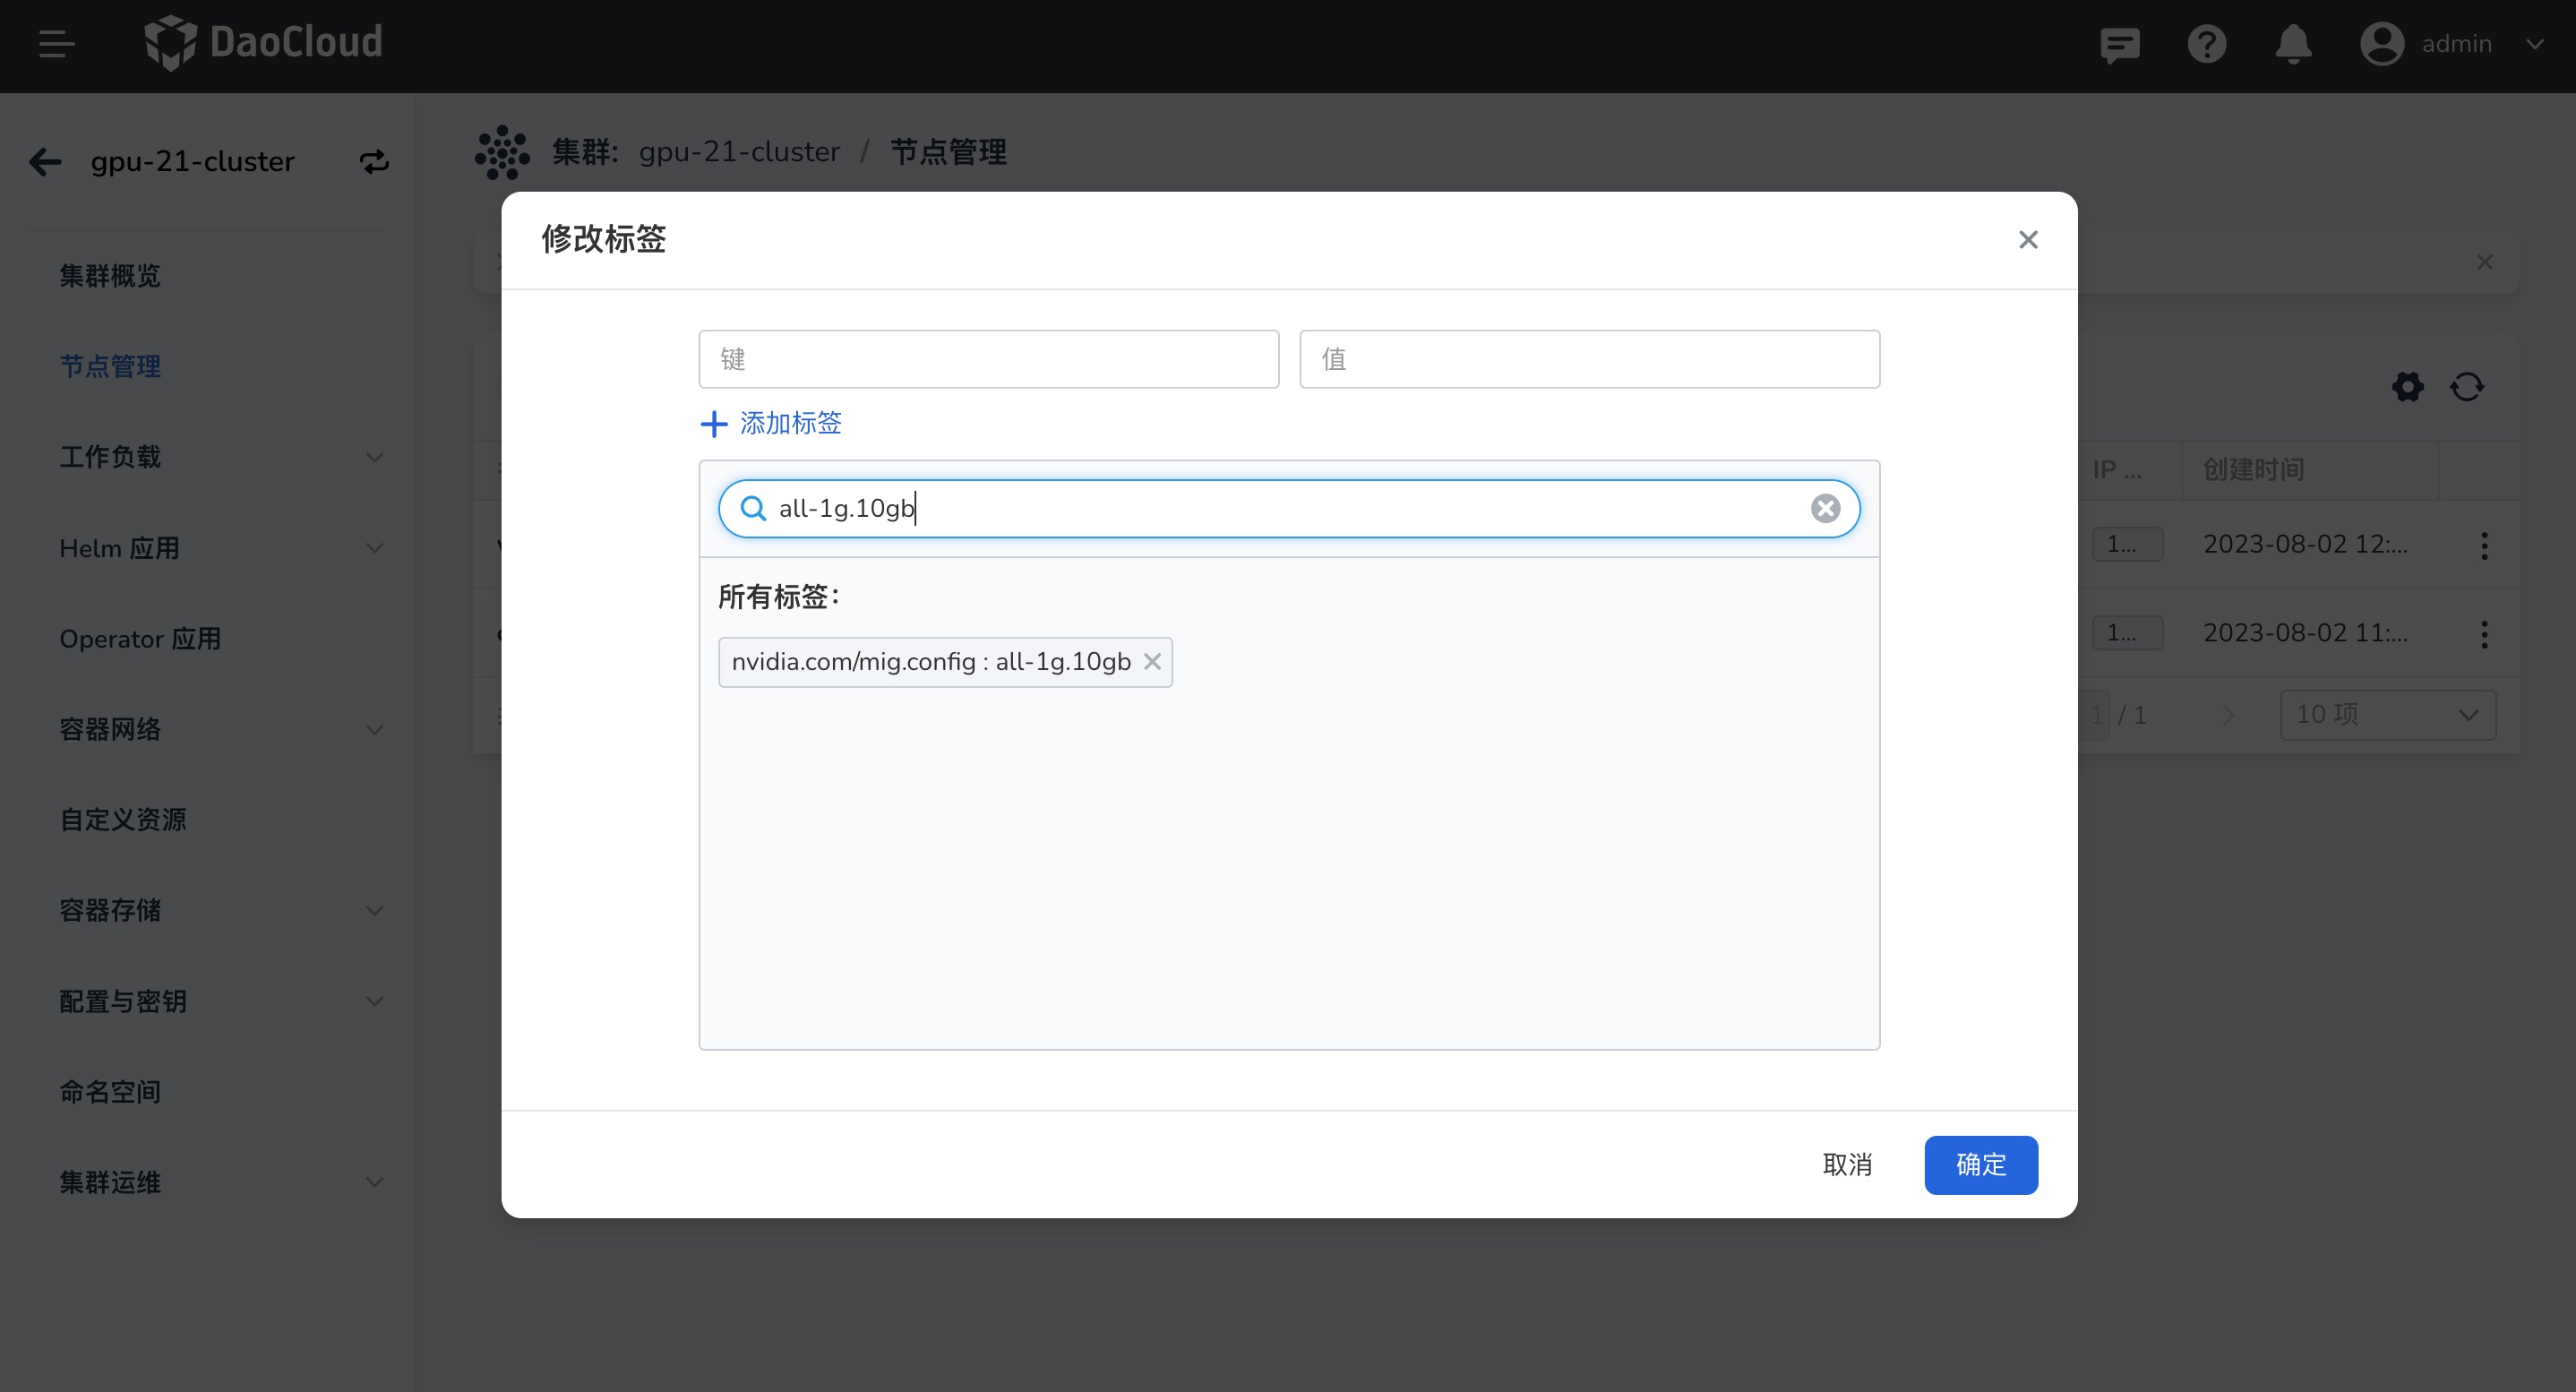 DaoCloud
admin
gpu-21-cluster
集群概览
节点管理
工作负载
Helm 应用
Operator 应用
容器网络
自定义资源
容器存储
配置与密钥
命名空间
集群运维
集群: gpu-21-cluster / 节点管理
修改标签
键
值
添加标签
all-1g.10gb
所有标签:
nvidia.com/mig.config : all-1g.10gb
取消
确定
IP ...
创建时间
1...
2023-08-02 12:...
1...
2023-08-02 11:...
1 / 1
10 项